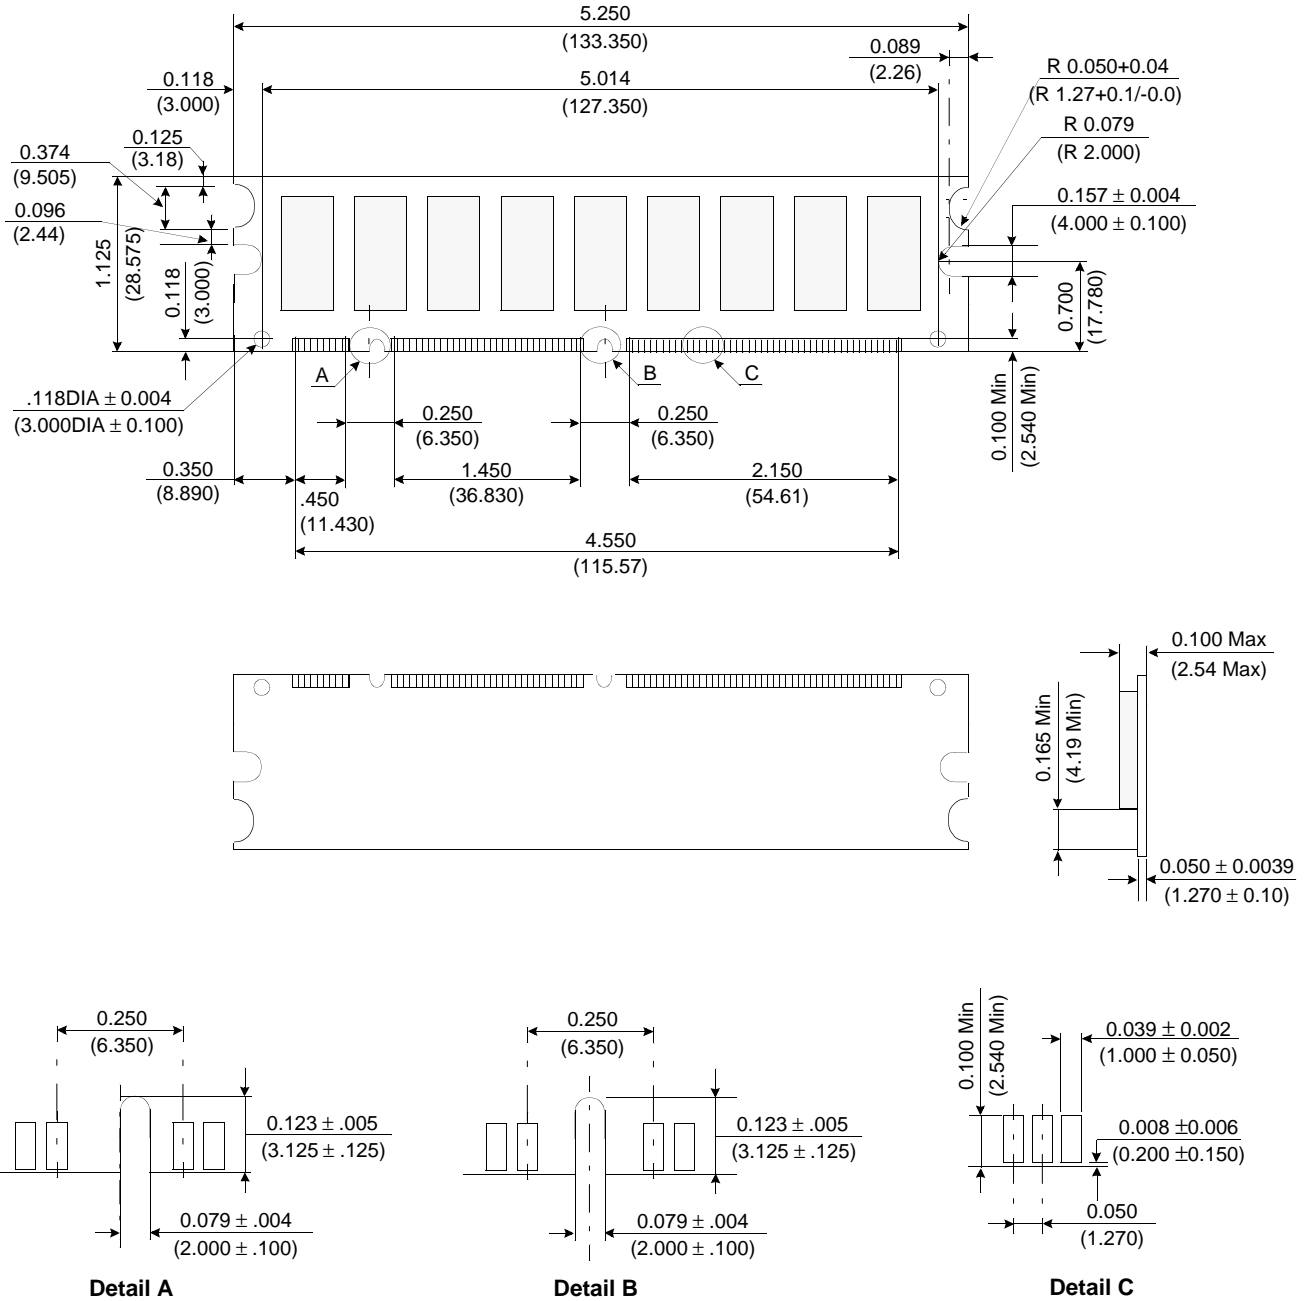 5.250
(133.350)
0.089
(2.26)
R 0.050+0.04
(R 1.27+0.1/-0.0)
0.118
(3.000)
5.014
(127.350)
R 0.079
(R 2.000)
0.125
(3.18)
0.374
(9.505)
0.157 ± 0.004
(4.000 ± 0.100)
0.096
(2.44)
1.125
(28.575)
0.118
(3.000)
0.700
(17.780)
A
B
C
.118DIA ± 0.004
(3.000DIA ± 0.100)
0.250
(6.350)
0.250
(6.350)
0.100 Min
(2.540 Min)
0.350
(8.890)
.450
(11.430)
1.450
(36.830)
2.150
(54.61)
4.550
(115.57)
0.100 Max
(2.54 Max)
0.165 Min
(4.19 Min)
0.050 ± 0.0039
(1.270 ± 0.10)
0.250
(6.350)
0.123 ± .005
(3.125 ± .125)
0.079 ± .004
(2.000 ± .100)
Detail A
0.250
(6.350)
0.123 ± .005
(3.125 ± .125)
0.079 ± .004
(2.000 ± .100)
Detail B
0.100 Min
(2.540 Min)
0.039 ± 0.002
(1.000 ± 0.050)
0.008 ±0.006
(0.200 ±0.150)
0.050
(1.270)
Detail C